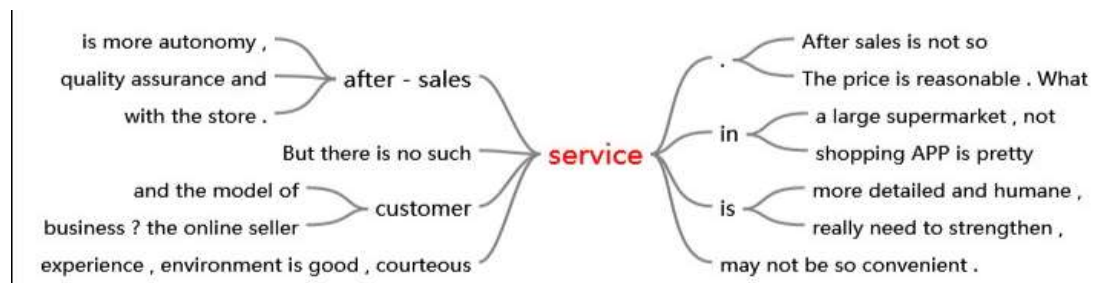 is more autonomy ,
quality assurance and
with the store .
after - sales
But there is no such
and the model of
business ? the online seller
customer
experience , environment is good , courteous
service
.
After sales is not so
The price is reasonable . What
in
a large supermarket , not
shopping APP is pretty
is
more detailed and humane ,
really need to strengthen ,
may not be so convenient .